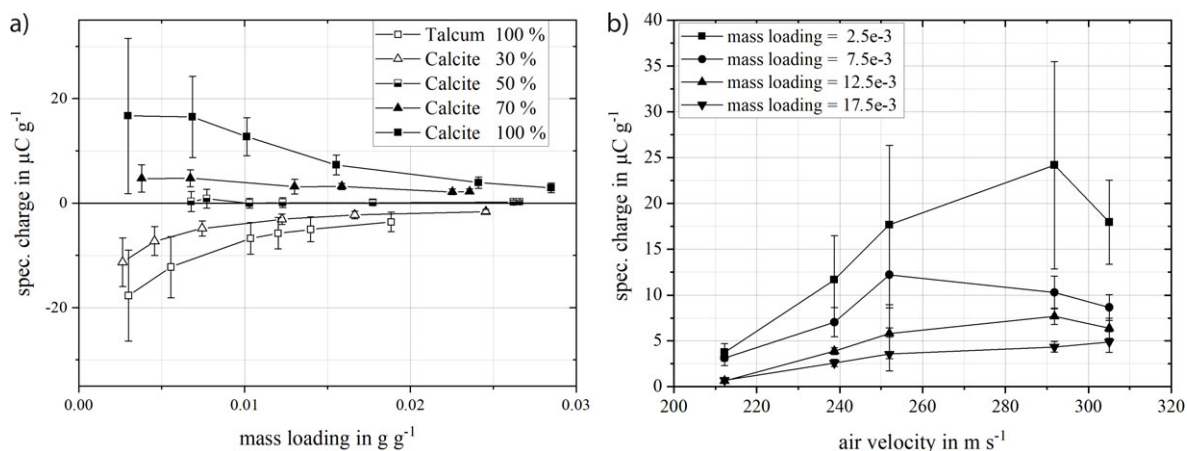 a)
spec. charge in µC g⁻¹
20
0
-20
0.00 0.01 0.02 0.03
mass loading in g g⁻¹
Talcum 100 %
Calcite 30 %
Calcite 50 %
Calcite 70 %
Calcite 100 %
b)
spec. charge in µC g⁻¹
40
35
30
25
20
15
10
5
0
200 220 240 260 280 300 320
air velocity in m s⁻¹
mass loading = 2.5e-3
mass loading = 7.5e-3
mass loading = 12.5e-3
mass loading = 17.5e-3